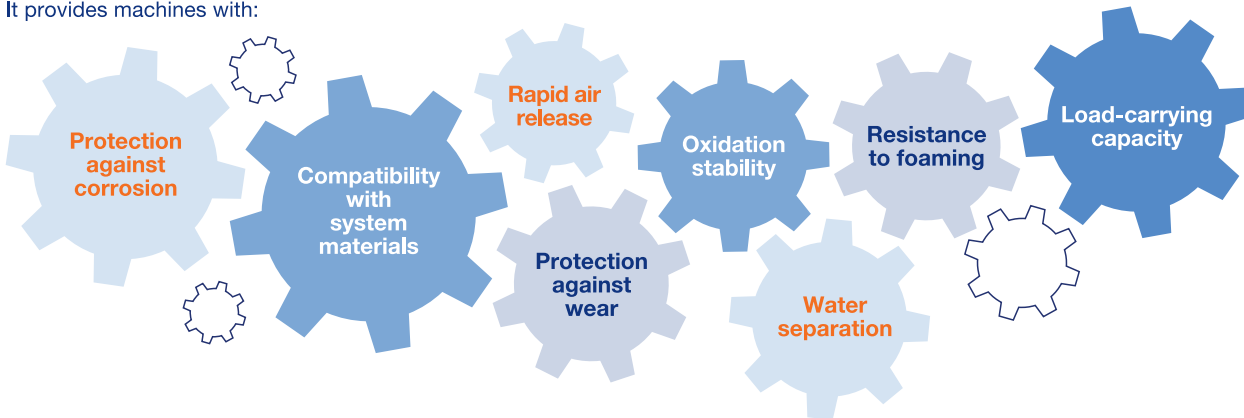 It provides machines with:
Protection
against
corrosion
Compatibility
with
system
materials
Rapid air
release
Protection
against
wear
Oxidation
stability
Water
separation
Resistance
to foaming
Load-carrying
capacity